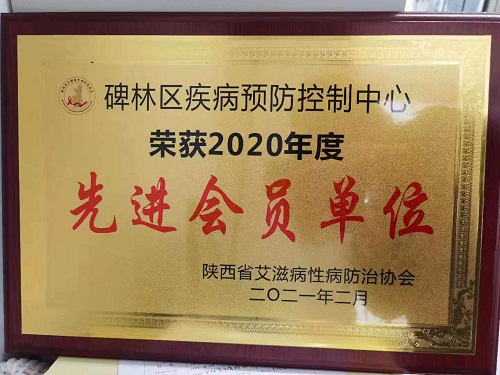 碑林区疾病预防控制中心
荣获2020年度
先进会员单位
陕西省艾滋病性病防治协会
二〇二一年二月